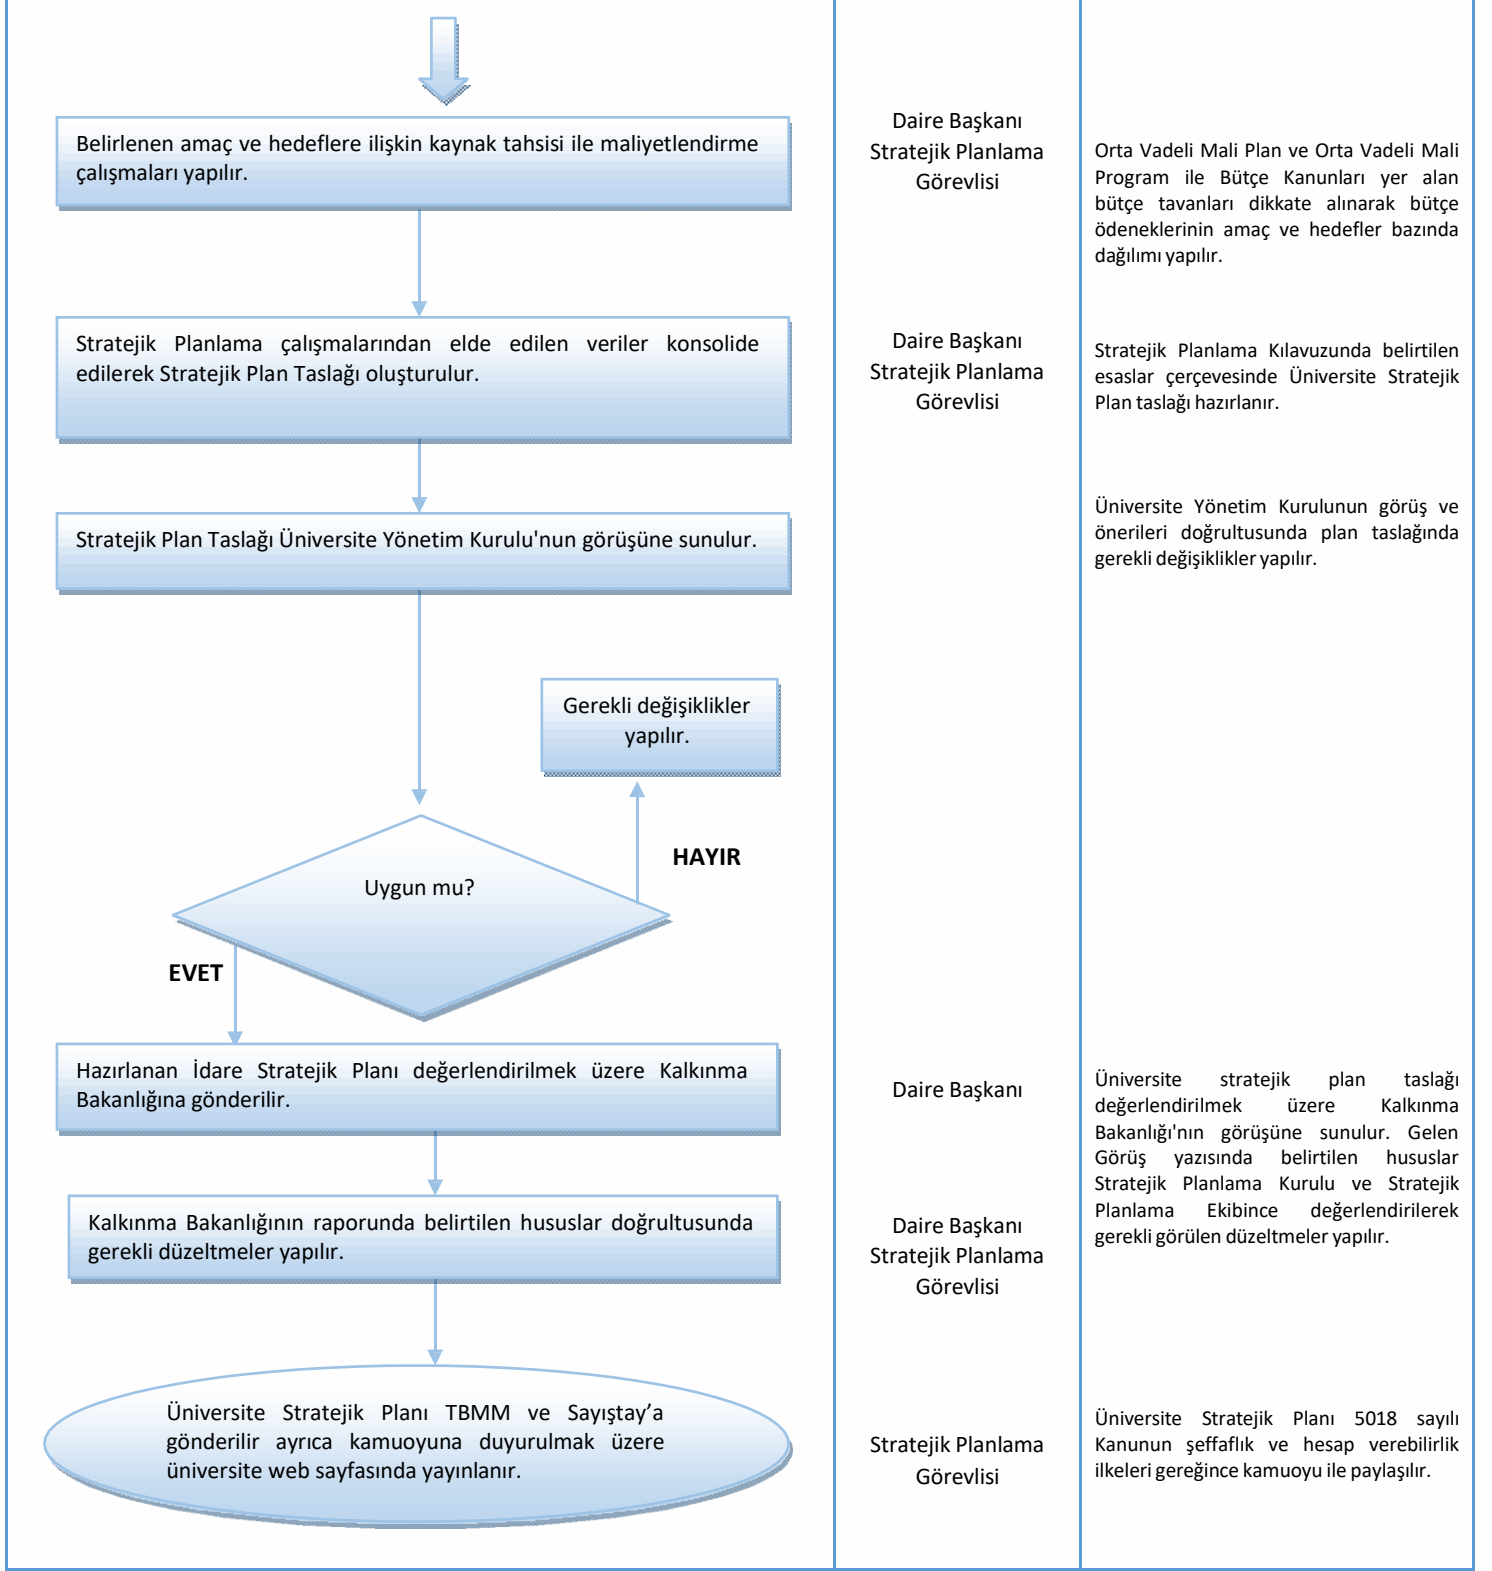 Belirlenen amaç ve hedeflere ilişkin kaynak tahsisi ile maliyetlendirme
çalışmaları yapılır.
Daire Başkanı
Stratejik Planlama
Görevlisi
Orta Vadeli Mali Plan ve Orta Vadeli Mali
Program ile Bütçe Kanunları yer alan
bütçe tavanları dikkate alınarak bütçe
ödeneklerinin amaç ve hedefler bazında
dağılımı yapılır.
Stratejik Planlama çalışmalarından elde edilen veriler konsolide
edilerek Stratejik Plan Taslağı oluşturulur.
Daire Başkanı
Stratejik Planlama
Görevlisi
Stratejik Planlama Kılavuzunda belirtilen
esaslar çerçevesinde Üniversite Stratejik
Plan taslağı hazırlanır.
Stratejik Plan Taslağı Üniversite Yönetim Kurulu'nun görüşüne sunulur.
Üniversite Yönetim Kurulunun görüş ve
önerileri doğrultusunda plan taslağında
gerekli değişiklikler yapılır.
Gerekli değişiklikler
yapılır.
HAYIR
Uygun mu?
EVET
Hazırlanan İdare Stratejik Planı değerlendirilmek üzere Kalkınma
Bakanlığına gönderilir.
Daire Başkanı
Üniversite stratejik plan taslağı
değerlendirilmek üzere Kalkınma
Bakanlığı'nın görüşüne sunulur. Gelen
Görüş yazısında belirtilen hususlar
Stratejik Planlama Kurulu ve Stratejik
Planlama Ekibince değerlendirilerek
gerekli görülen düzeltmeler yapılır.
Kalkınma Bakanlığının raporunda belirtilen hususlar doğrultusunda
gerekli düzeltmeler yapılır.
Daire Başkanı
Stratejik Planlama
Görevlisi
Üniversite Stratejik Planı TBMM ve Sayıştay’a
gönderilir ayrıca kamuoyuna duyurulmak üzere
üniversite web sayfasında yayınlanır.
Stratejik Planlama
Görevlisi
Üniversite Stratejik Planı 5018 sayılı
Kanunun şeffaflık ve hesap verebilirlik
ilkeleri gereğince kamuoyu ile paylaşılır.